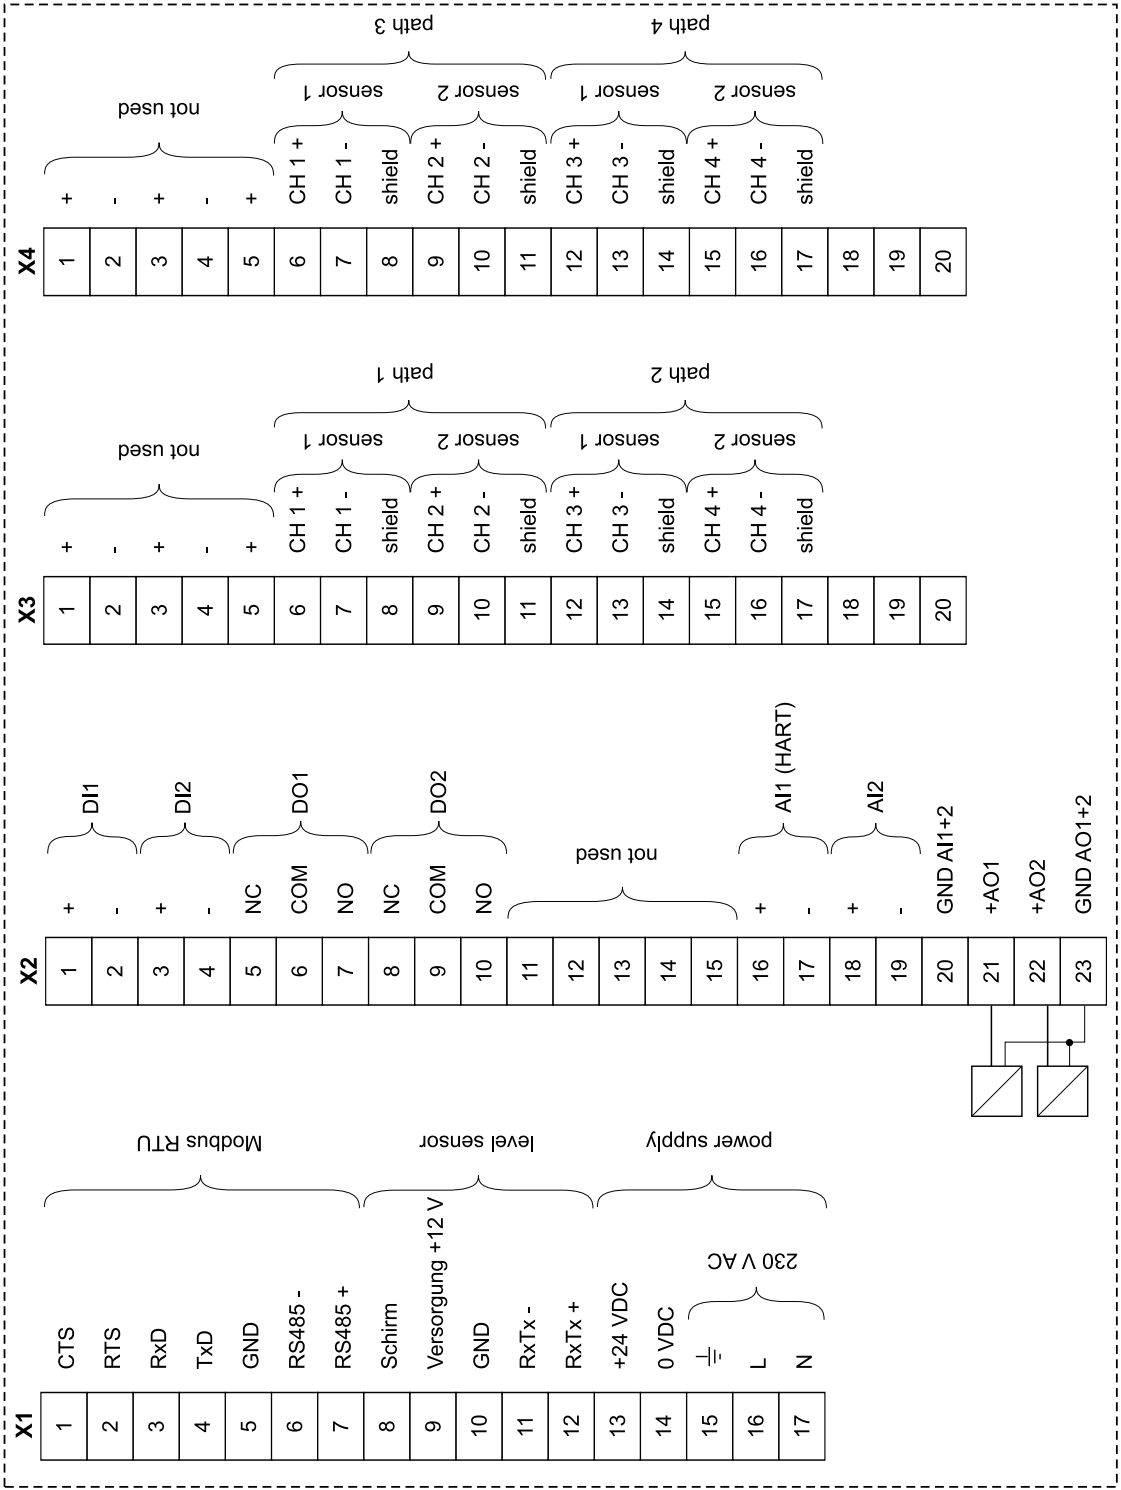 X4
1 +
2 -
3 +
4 -
5 +
not used
6 CH 1 +
7 CH 1 -
8 shield
sensor 1
9 CH 2 +
10 CH 2 -
11 shield
sensor 2
path 3
12 CH 3 +
13 CH 3 -
14 shield
sensor 1
15 CH 4 +
16 CH 4 -
17 shield
sensor 2
path 4
18
19
20
X3
1 +
2 -
3 +
4 -
5 +
not used
6 CH 1 +
7 CH 1 -
8 shield
sensor 1
9 CH 2 +
10 CH 2 -
11 shield
sensor 2
path 1
12 CH 3 +
13 CH 3 -
14 shield
sensor 1
15 CH 4 +
16 CH 4 -
17 shield
sensor 2
path 2
18
19
20
X2
1 +
2 -
DI1
3 +
4 -
DI2
5 NC
6 COM
7 NO
DO1
8 NC
9 COM
10 NO
DO2
11
12
13
14
15
not used
16 +
17 -
AI1 (HART)
18 +
19 -
AI2
20 GND AI1+2
21 +AO1
22 +AO2
23 GND AO1+2
X1
1 CTS
2 RTS
3 RxD
4 TxD
5 GND
6 RS485 -
7 RS485 +
Modbus RTU
8 Schirm
9 Versorgung +12 V
10 GND
11 RxTx -
12 RxTx +
level sensor
13 +24 VDC
14 0 VDC
15
16 L
17 N
230 V AC
power supply